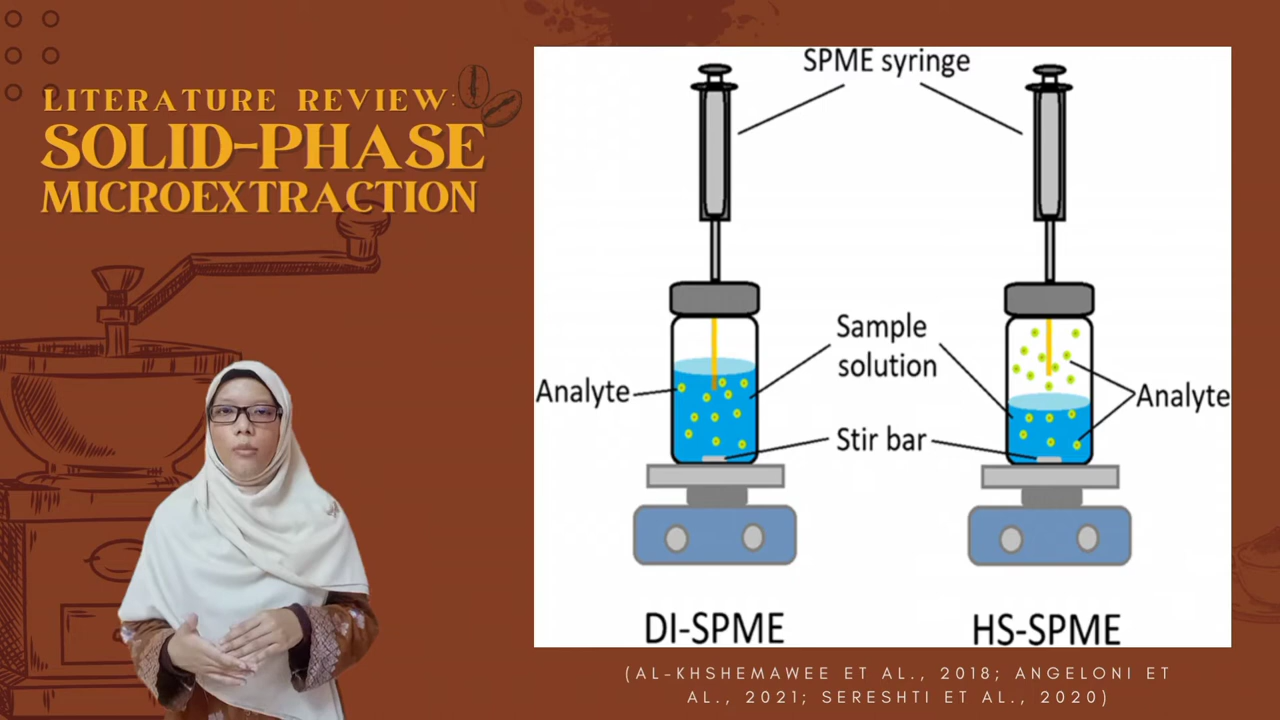 LITERATURE REVIEW:
SOLID-PHASE
MICROEXTRACTION
SPME syringe
Sample
solution
Analyte
Analyte
Stir bar
DI-SPME
HS-SPME
(AL-KHSHEMAWEE ET AL., 2018; ANGELONI ET
AL., 2021; SERESHTI ET AL., 2020)